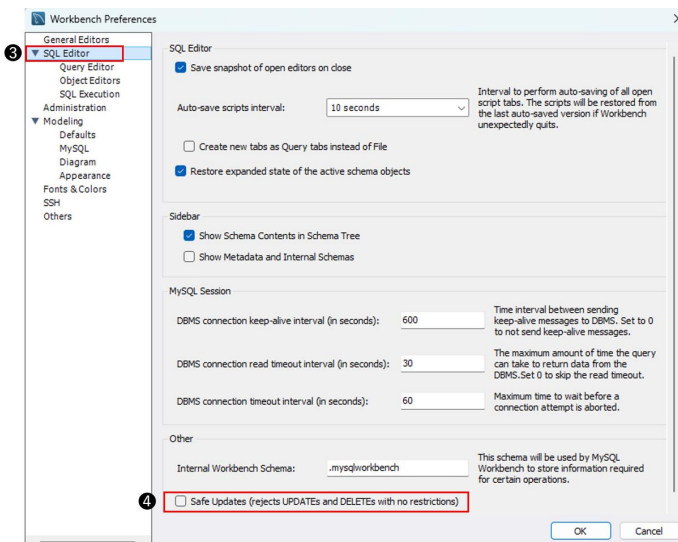 Workbench Preferences
General Editors
3
SQL Editor
Query Editor
Object Editors
SQL Execution
Administration
Modeling
Defaults
MySQL
Diagram
Appearance
Fonts & Colors
SSH
Others
SQL Editor
Save snapshot of open editors on close
Auto-save scripts interval:
10 seconds
Interval to perform auto-saving of all open
script tabs. The scripts will be restored from
the last auto-saved version if Workbench
unexpectedly quits.
Create new tabs as Query tabs instead of File
Restore expanded state of the active schema objects
Sidebar
Show Schema Contents in Schema Tree
Show Metadata and Internal Schemas
MySQL Session
DBMS connection keep-alive interval (in seconds):
600
Time interval between sending
keep-alive messages to DBMS. Set to 0
to not send keep-alive messages.
DBMS connection read timeout interval (in seconds):
30
The maximum amount of time the query
can take to return data from the
DBMS.Set 0 to skip the read timeout.
DBMS connection timeout interval (in seconds):
60
Maximum time to wait before a
connection attempt is aborted.
Other
Internal Workbench Schema:
.mysqlworkbench
This schema will be used by MySQL
Workbench to store information required
for certain operations.
4
Safe Updates (rejects UPDATEs and DELETEs with no restrictions)
OK
Cancel